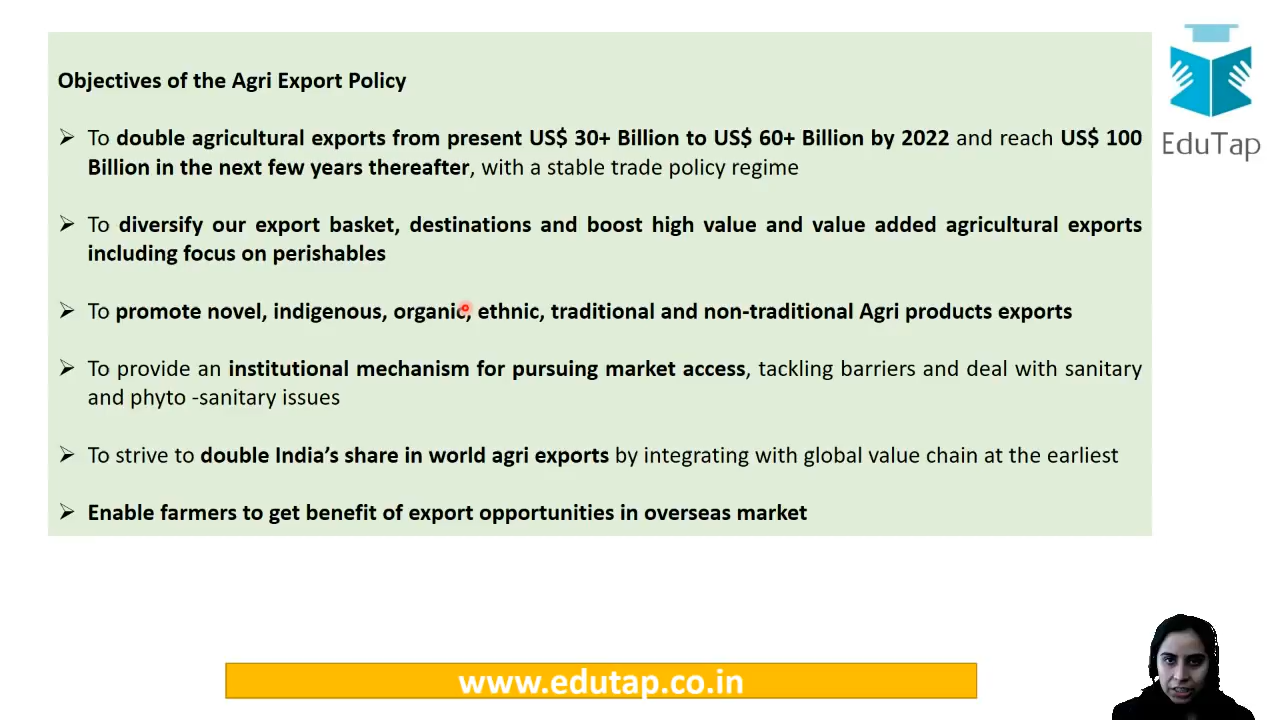 Objectives of the Agri Export Policy
➢ To double agricultural exports from present US$ 30+ Billion to US$ 60+ Billion by 2022 and reach US$ 100
Billion in the next few years thereafter, with a stable trade policy regime
➢ To diversify our export basket, destinations and boost high value and value added agricultural exports
including focus on perishables
➢ To promote novel, indigenous, organic, ethnic, traditional and non-traditional Agri products exports
➢ To provide an institutional mechanism for pursuing market access, tackling barriers and deal with sanitary
and phyto -sanitary issues
➢ To strive to double India’s share in world agri exports by integrating with global value chain at the earliest
➢ Enable farmers to get benefit of export opportunities in overseas market
EduTap
www.edutap.co.in